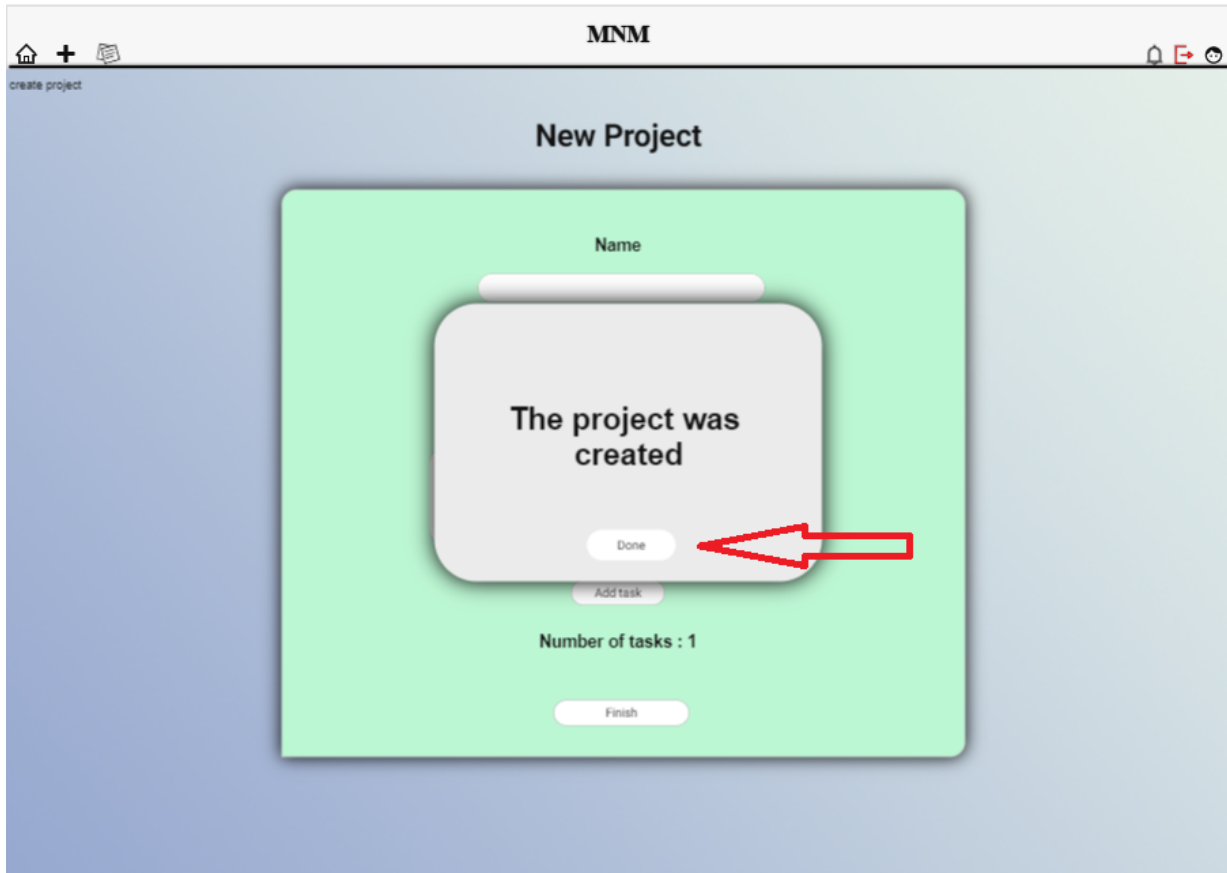 MNM
create project
New Project
Name
The project was
created
Done
Add task
Number of tasks : 1
Finish